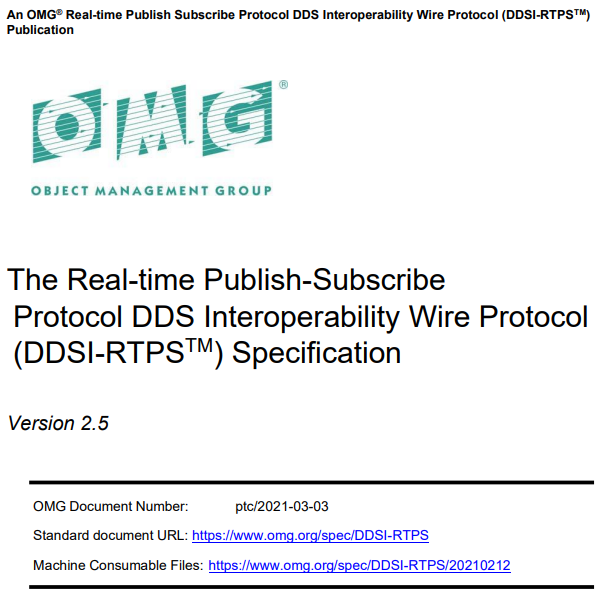 An OMG® Real-time Publish Subscribe Protocol DDS Interoperability Wire Protocol (DDSI-RTPS™)
Publication
OMG®
OBJECT MANAGEMENT GROUP
The Real-time Publish-Subscribe
Protocol DDS Interoperability Wire Protocol
(DDSI-RTPS™) Specification
Version 2.5
OMG Document Number: ptc/2021-03-03
Standard document URL: https://www.omg.org/spec/DDSI-RTPS
Machine Consumable Files: https://www.omg.org/spec/DDSI-RTPS/20210212